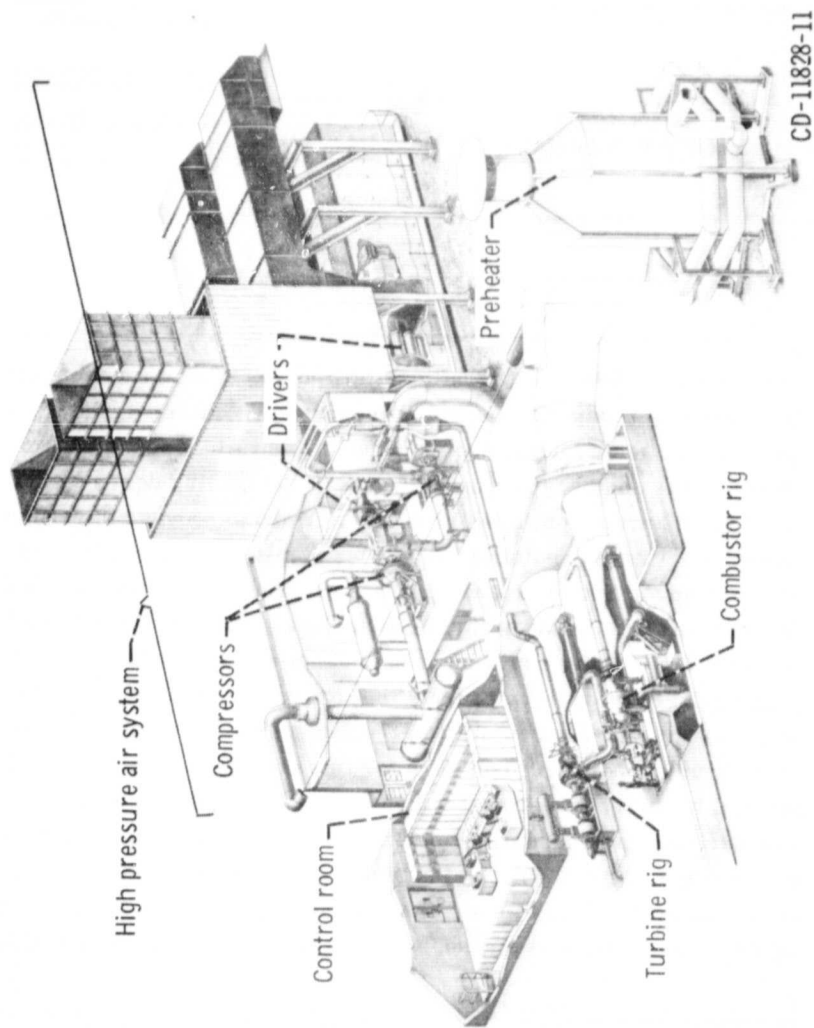 High pressure air system
Compressors
Drivers
Control room
Preheater
Turbine rig
Combustor rig
CD-11828-11